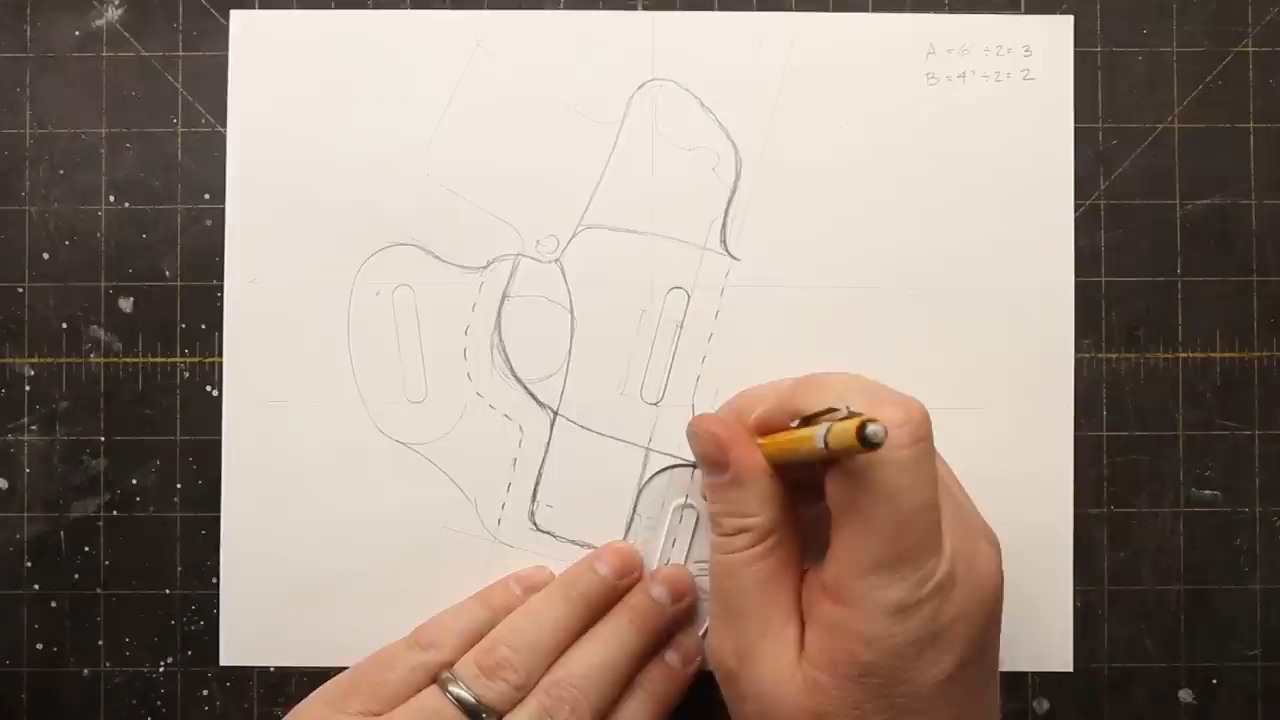 A = 6" ÷ 2 = 3
B = 4" ÷ 2 = 2